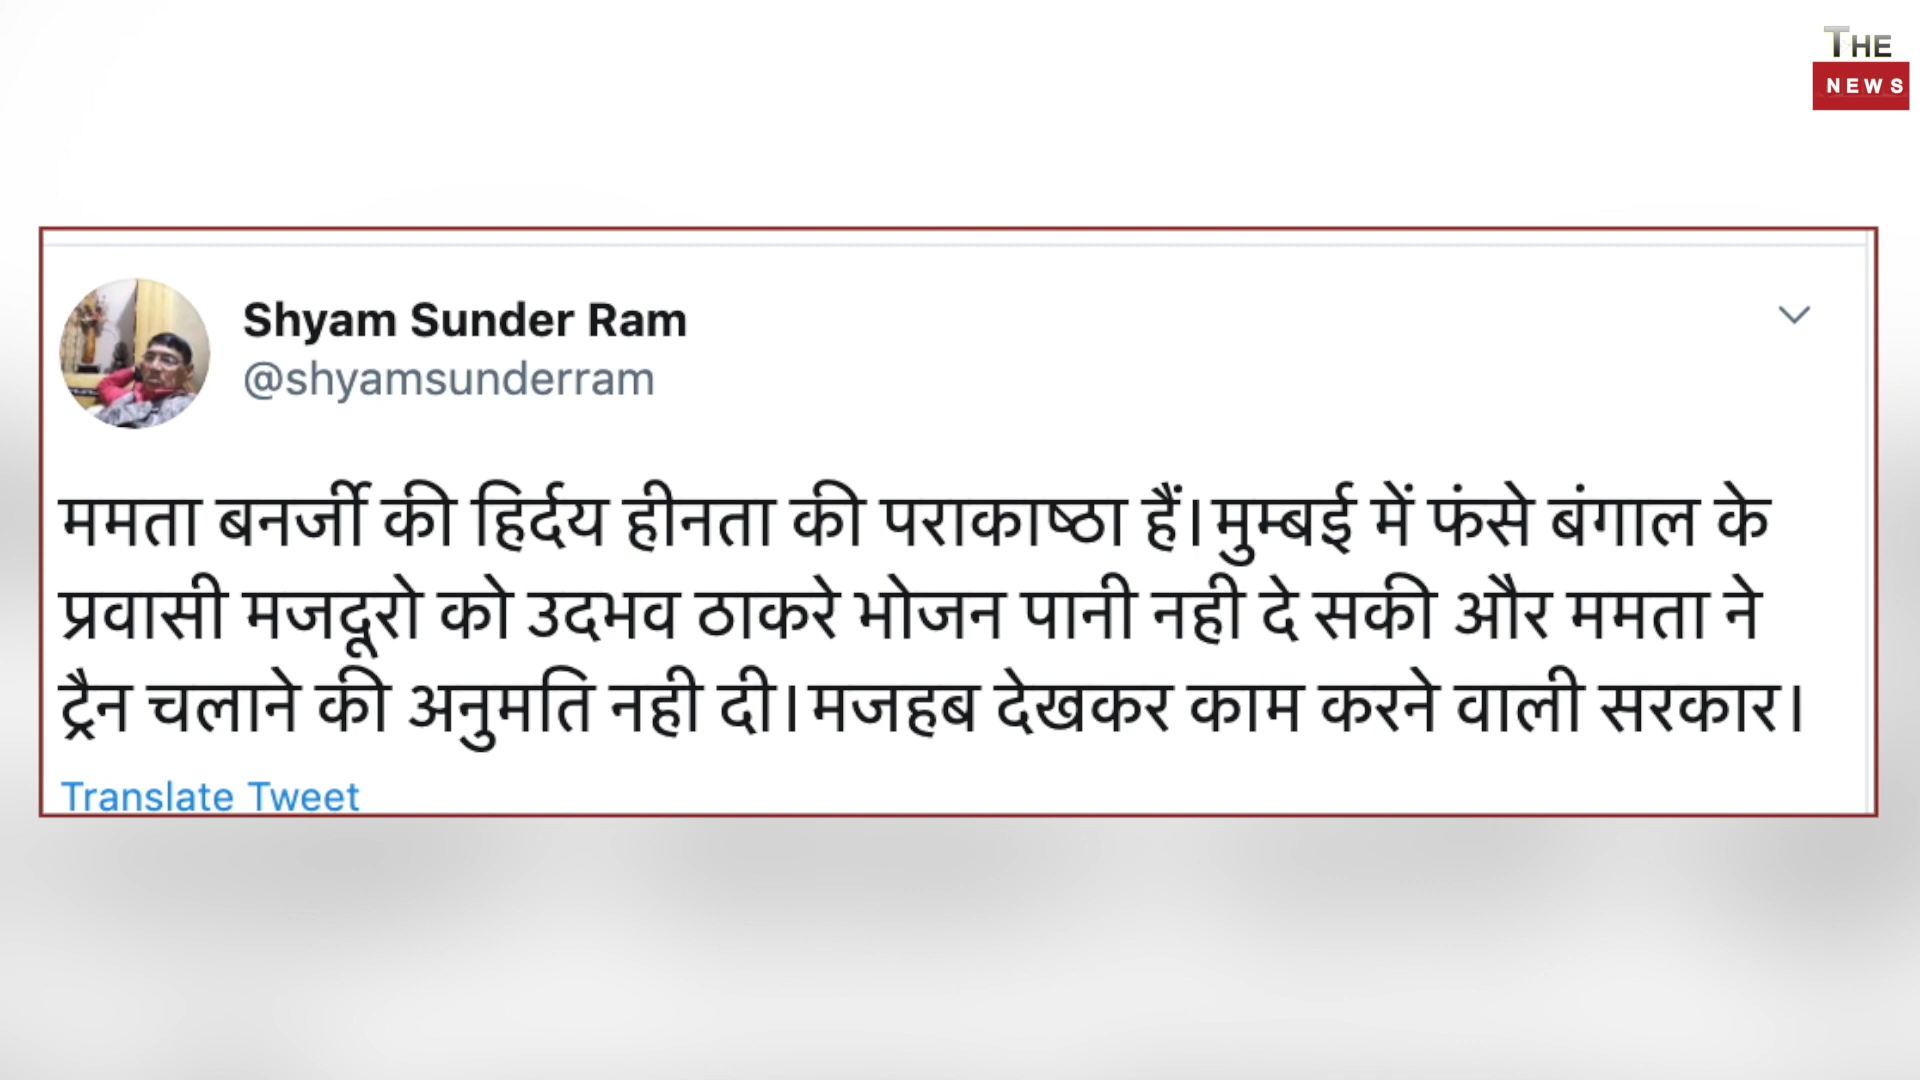 THE
NEWS
Shyam Sunder Ram
@shyamsunderram
ममता बनर्जी की हिर्दय हीनता की पराकाष्ठा हैं।मुम्बई में फंसे बंगाल के
प्रवासी मजदूरो को उदभव ठाकरे भोजन पानी नही दे सकी और ममता ने
ट्रैन चलाने की अनुमति नही दी।मजहब देखकर काम करने वाली सरकार।
Translate Tweet